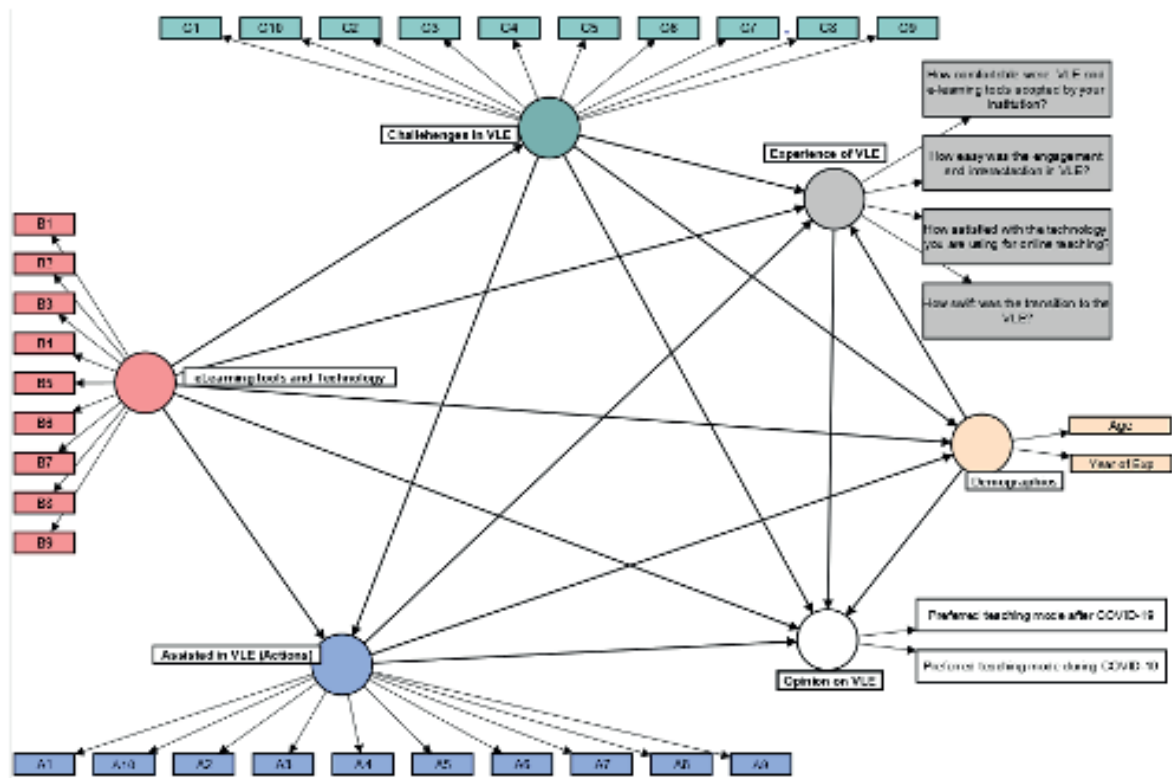 C1 C10 C2 C3 C4 C5 C6 C7 C8 C9
How comfortable were VLE and
e-learning tools adopted by your
institution?
Challehenges in VLE
Experience of VLE
How easy was the engagement
and interactaction in VLE?
B1
How satisfied with the technology
you are using for online teaching?
B2
B3
How swift was the transition to the
VLE?
B4
eLearning tools and Technology
B5
B6
Age
B7
Year of Exp
Demographics
B8
B9
Preferred teaching mode after COVID-19
Assisted in VLE (Actions)
Preferred teaching mode during COVID-19
Opinion on VLE
A1 A10 A2 A3 A4 A5 A6 A7 A8 A9